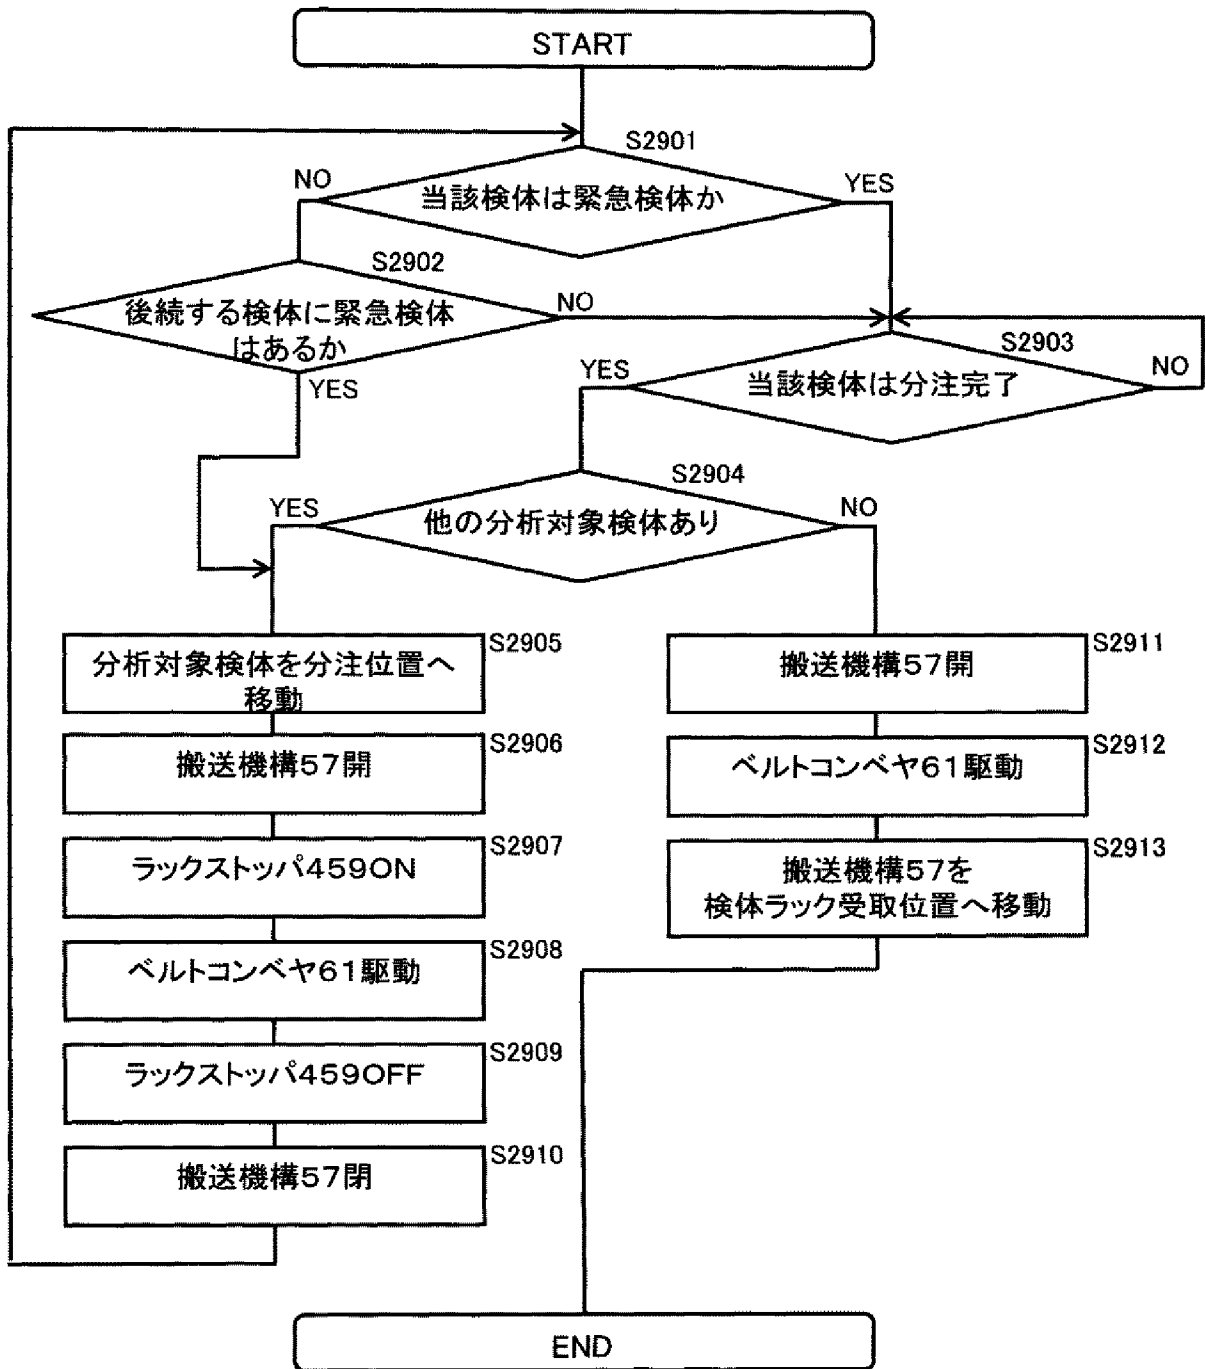 START
S2901
NO
当該検体は緊急検体か
YES
S2902
後続する検体に緊急検体
はあるか
NO
YES
S2903
YES
当該検体は分注完了
NO
S2904
YES
他の分析対象検体あり
NO
S2905
分析対象検体を分注位置へ
移動
S2906
搬送機構57開
S2907
ラックストッパ459ON
S2908
ベルトコンベヤ61駆動
S2909
ラックストッパ459OFF
S2910
搬送機構57閉
S2911
搬送機構57開
S2912
ベルトコンベヤ61駆動
S2913
搬送機構57を
検体ラック受取位置へ移動
END